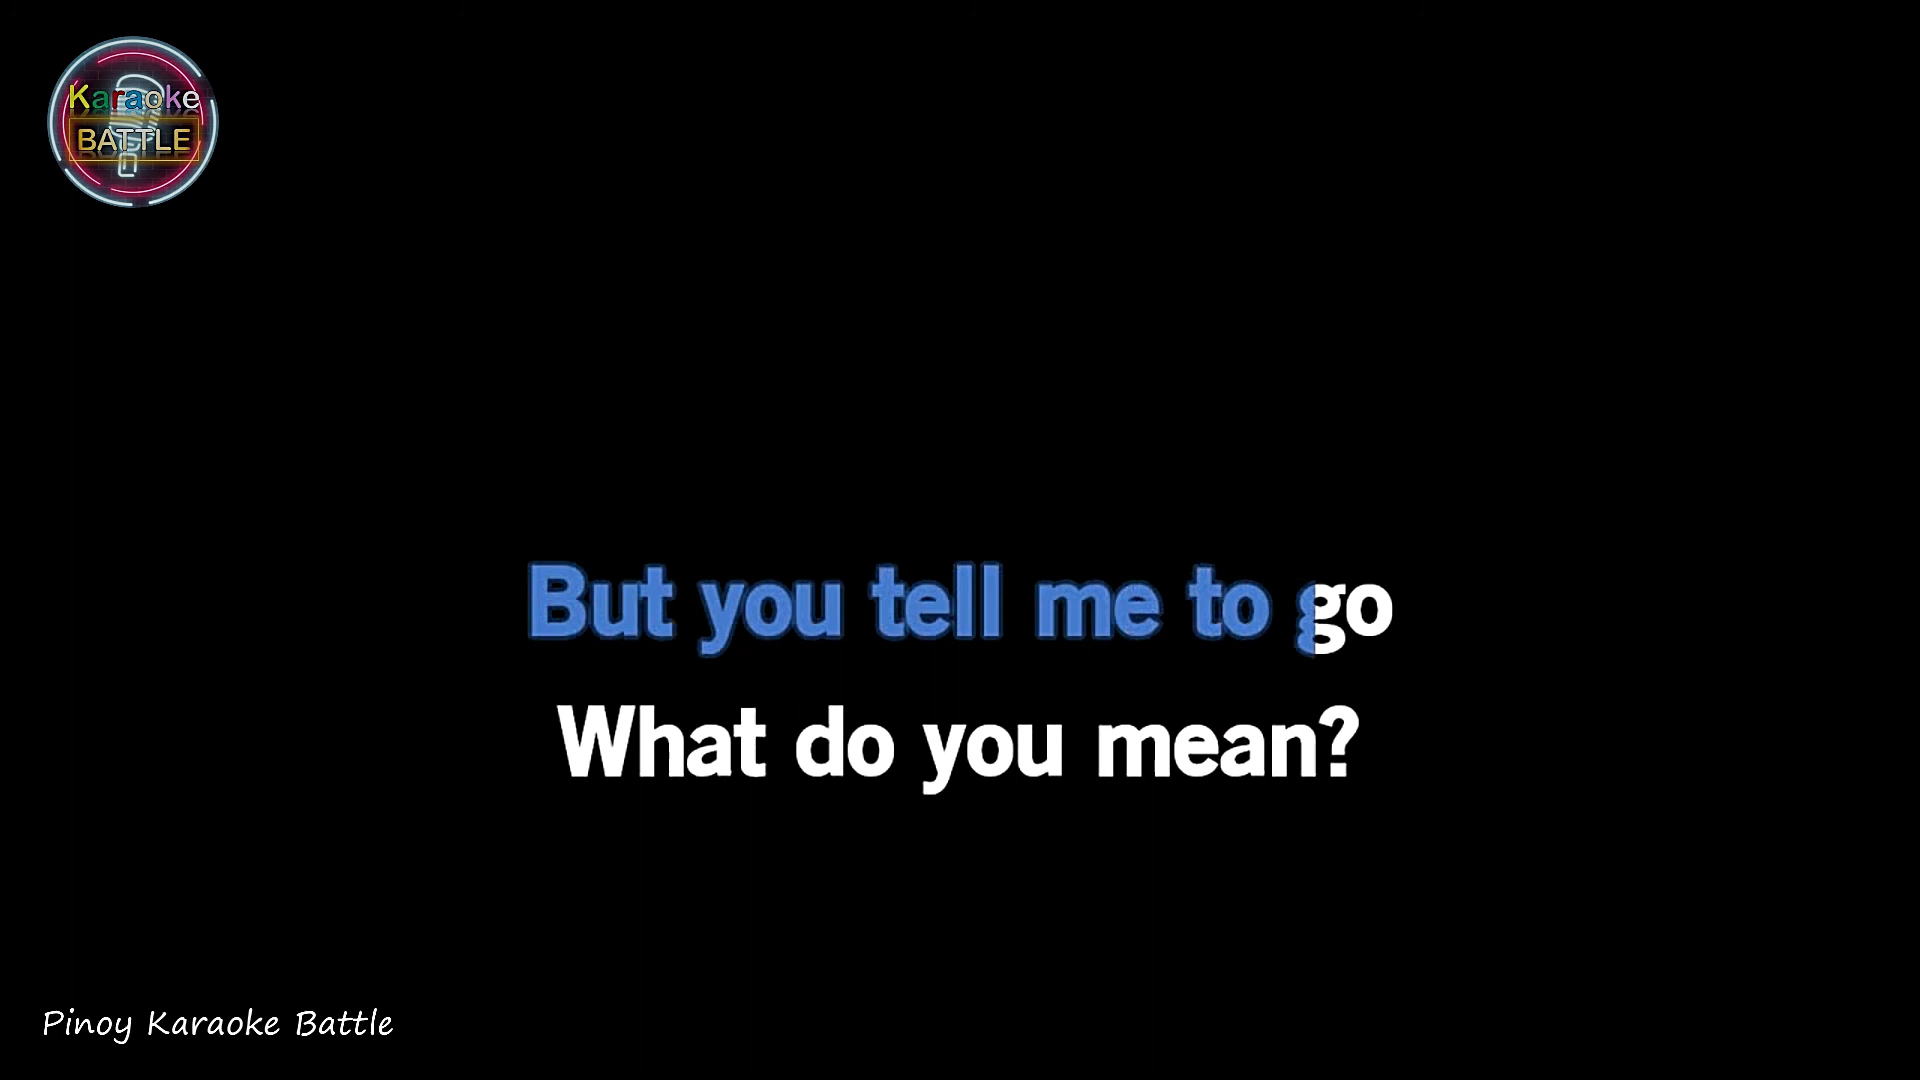 Karaoke
BATTLE
But you tell me to go
What do you mean?
Pinoy Karaoke Battle